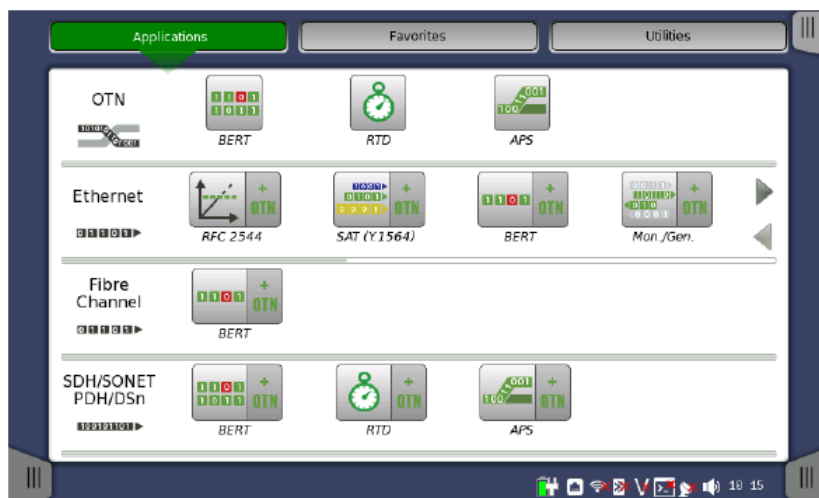 Applications
Favorites
Utilities
OTN
BERT
RTD
APS
Ethernet
+ OTN
RFC 2544
+ OTN
SAT (Y.1564)
+ OTN
BERT
+ OTN
Mon./Gen.
Fibre
Channel
+ OTN
BERT
SDH/SONET
PDH/DSn
+ OTN
BERT
+ OTN
RTD
+ OTN
APS
10 15